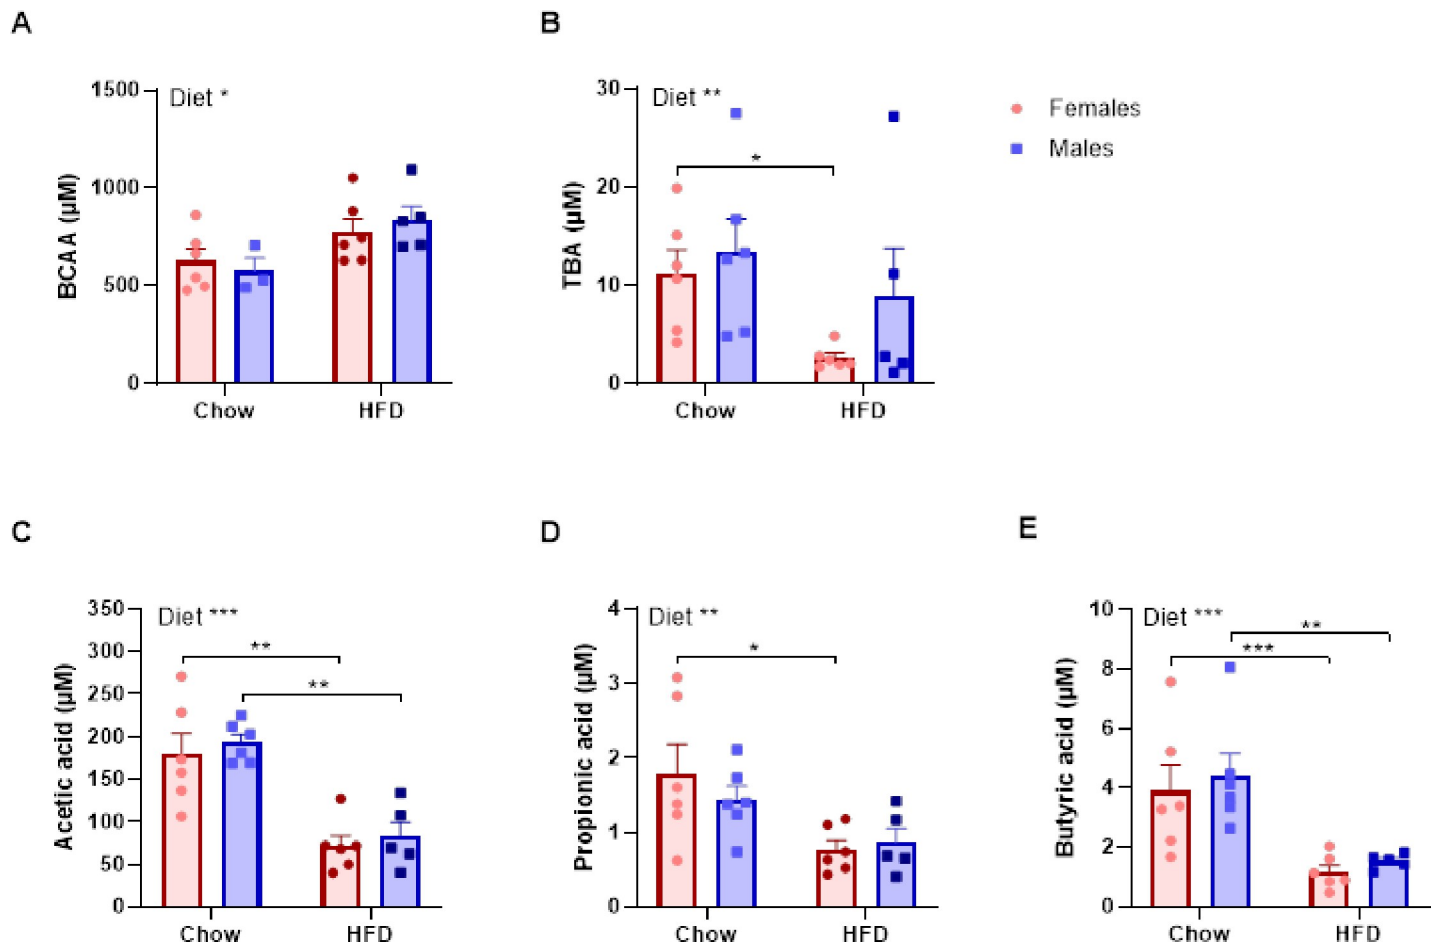 A
BCAA (µM)
1500
1000
500
0
Diet *
Chow
HFD
B
TBA (µM)
30
20
10
0
Diet **
*
Chow
HFD
Females
Males
C
Acetic acid (µM)
350
300
250
200
150
100
50
0
Diet ***
**
**
Chow
HFD
D
Propionic acid (µM)
4
3
2
1
0
Diet **
*
Chow
HFD
E
Butyric acid (µM)
10
8
6
4
2
0
Diet ***
**
***
Chow
HFD